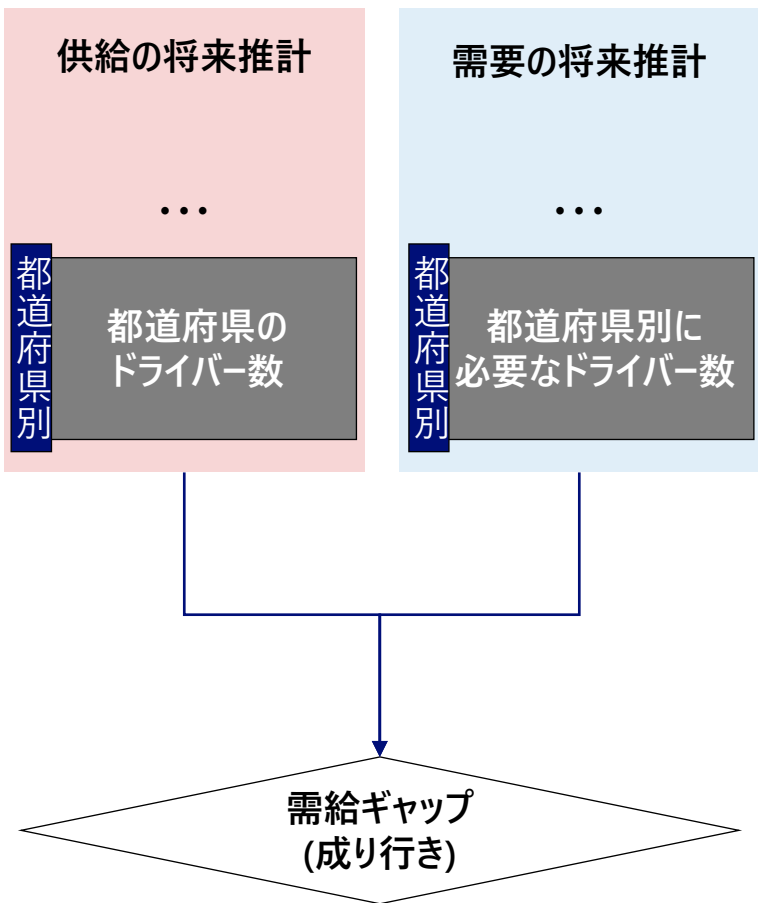 供給の将来推計
…
都道府県別
都道府県の
ドライバー数
需要の将来推計
…
都道府県別
都道府県別に
必要なドライバー数
需給ギャップ
(成り行き)